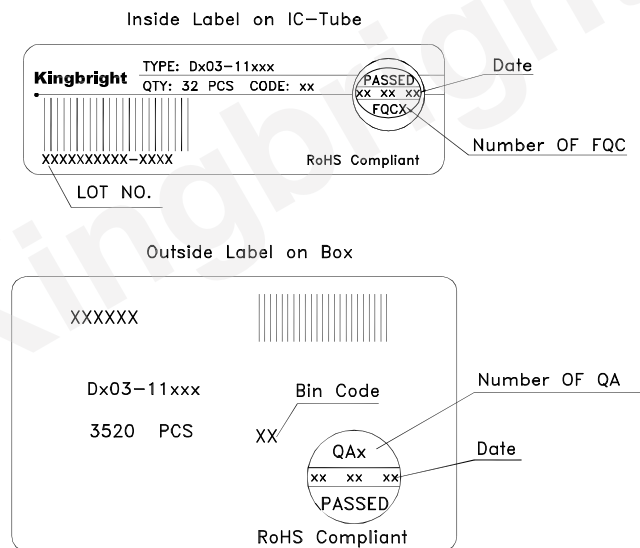 Inside Label on IC-Tube
Kingbright
TYPE: Dx03-11xxx
QTY: 32 PCS CODE: xx
PASSED
xx xx xx
FQCX
Date
Number OF FQC
XXXXXXXXXX-XXXX
RoHS Compliant
LOT NO.
Outside Label on Box
XXXXXX
Dx03-11xxx
Bin Code
Number OF QA
3520 PCS
XX
QAx
Date
xx xx xx
PASSED
RoHS Compliant
Kingbright